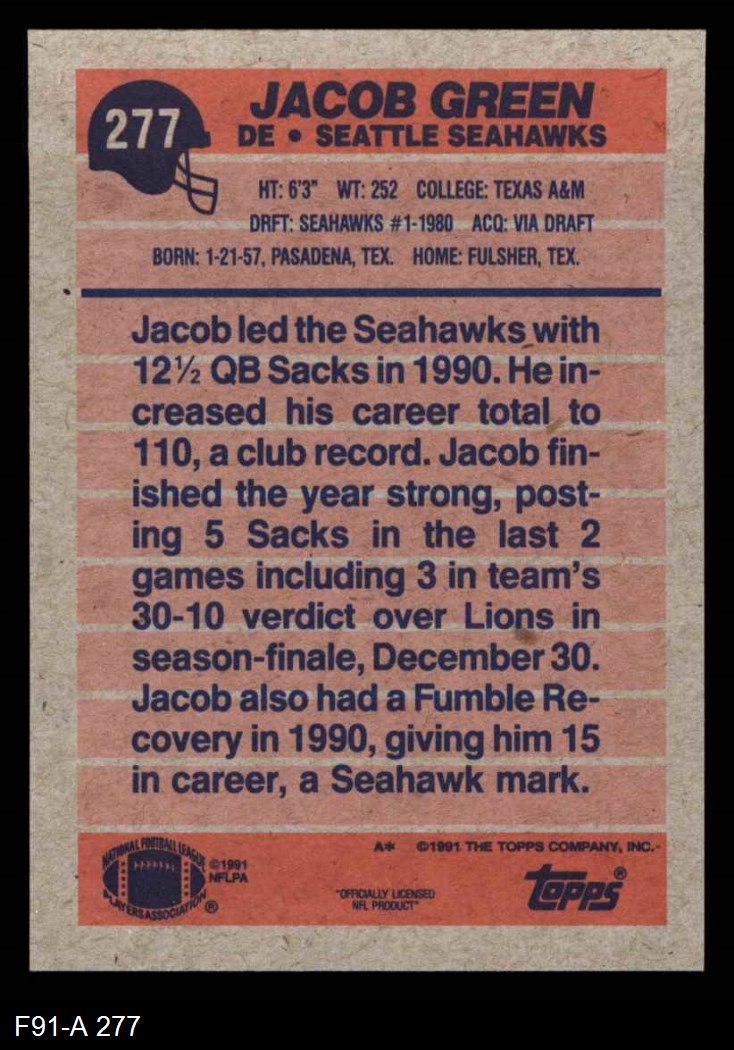 277
JACOB GREEN
DE • SEATTLE SEAHAWKS
HT: 6'3" WT: 252 COLLEGE: TEXAS A&M
DRFT: SEAHAWKS #1-1980 ACQ: VIA DRAFT
BORN: 1-21-57, PASADENA, TEX. HOME: FULSHER, TEX.
Jacob led the Seahawks with
12½ QB Sacks in 1990. He in-
creased his career total to
110, a club record. Jacob fin-
ished the year strong, post-
ing 5 Sacks in the last 2
games including 3 in team's
30-10 verdict over Lions in
season-finale, December 30.
Jacob also had a Fumble Re-
covery in 1990, giving him 15
in career, a Seahawk mark.
NATIONAL FOOTBALL LEAGUE
PLAYERS ASSOCIATION ®
©1991
NFLPA
A* ©1991 THE TOPPS COMPANY, INC.
"OFFICIALLY LICENSED
NFL PRODUCT"
topps®
F91-A 277